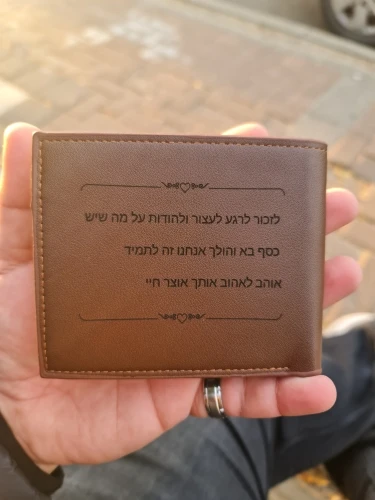 לזכור לרגע לעצור ולהודות על מה שיש
כסף בא והולך אנחנו זה לתמיד
אוהב לאהוב אותך אוצר חיי